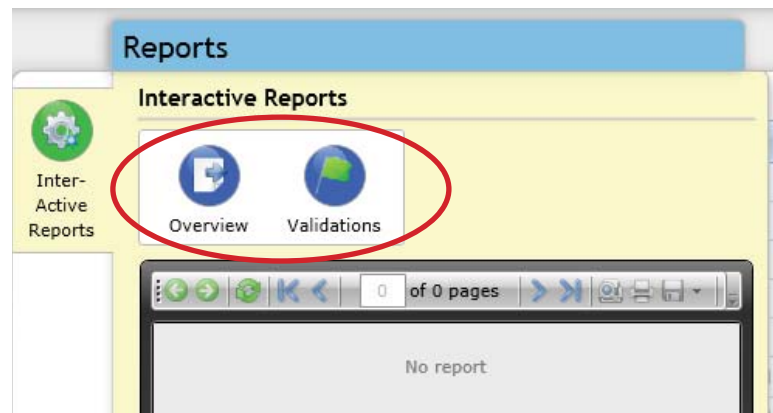 Reports
Interactive Reports
Inter-
Active
Reports
Overview Validations
0 of 0 pages
No report